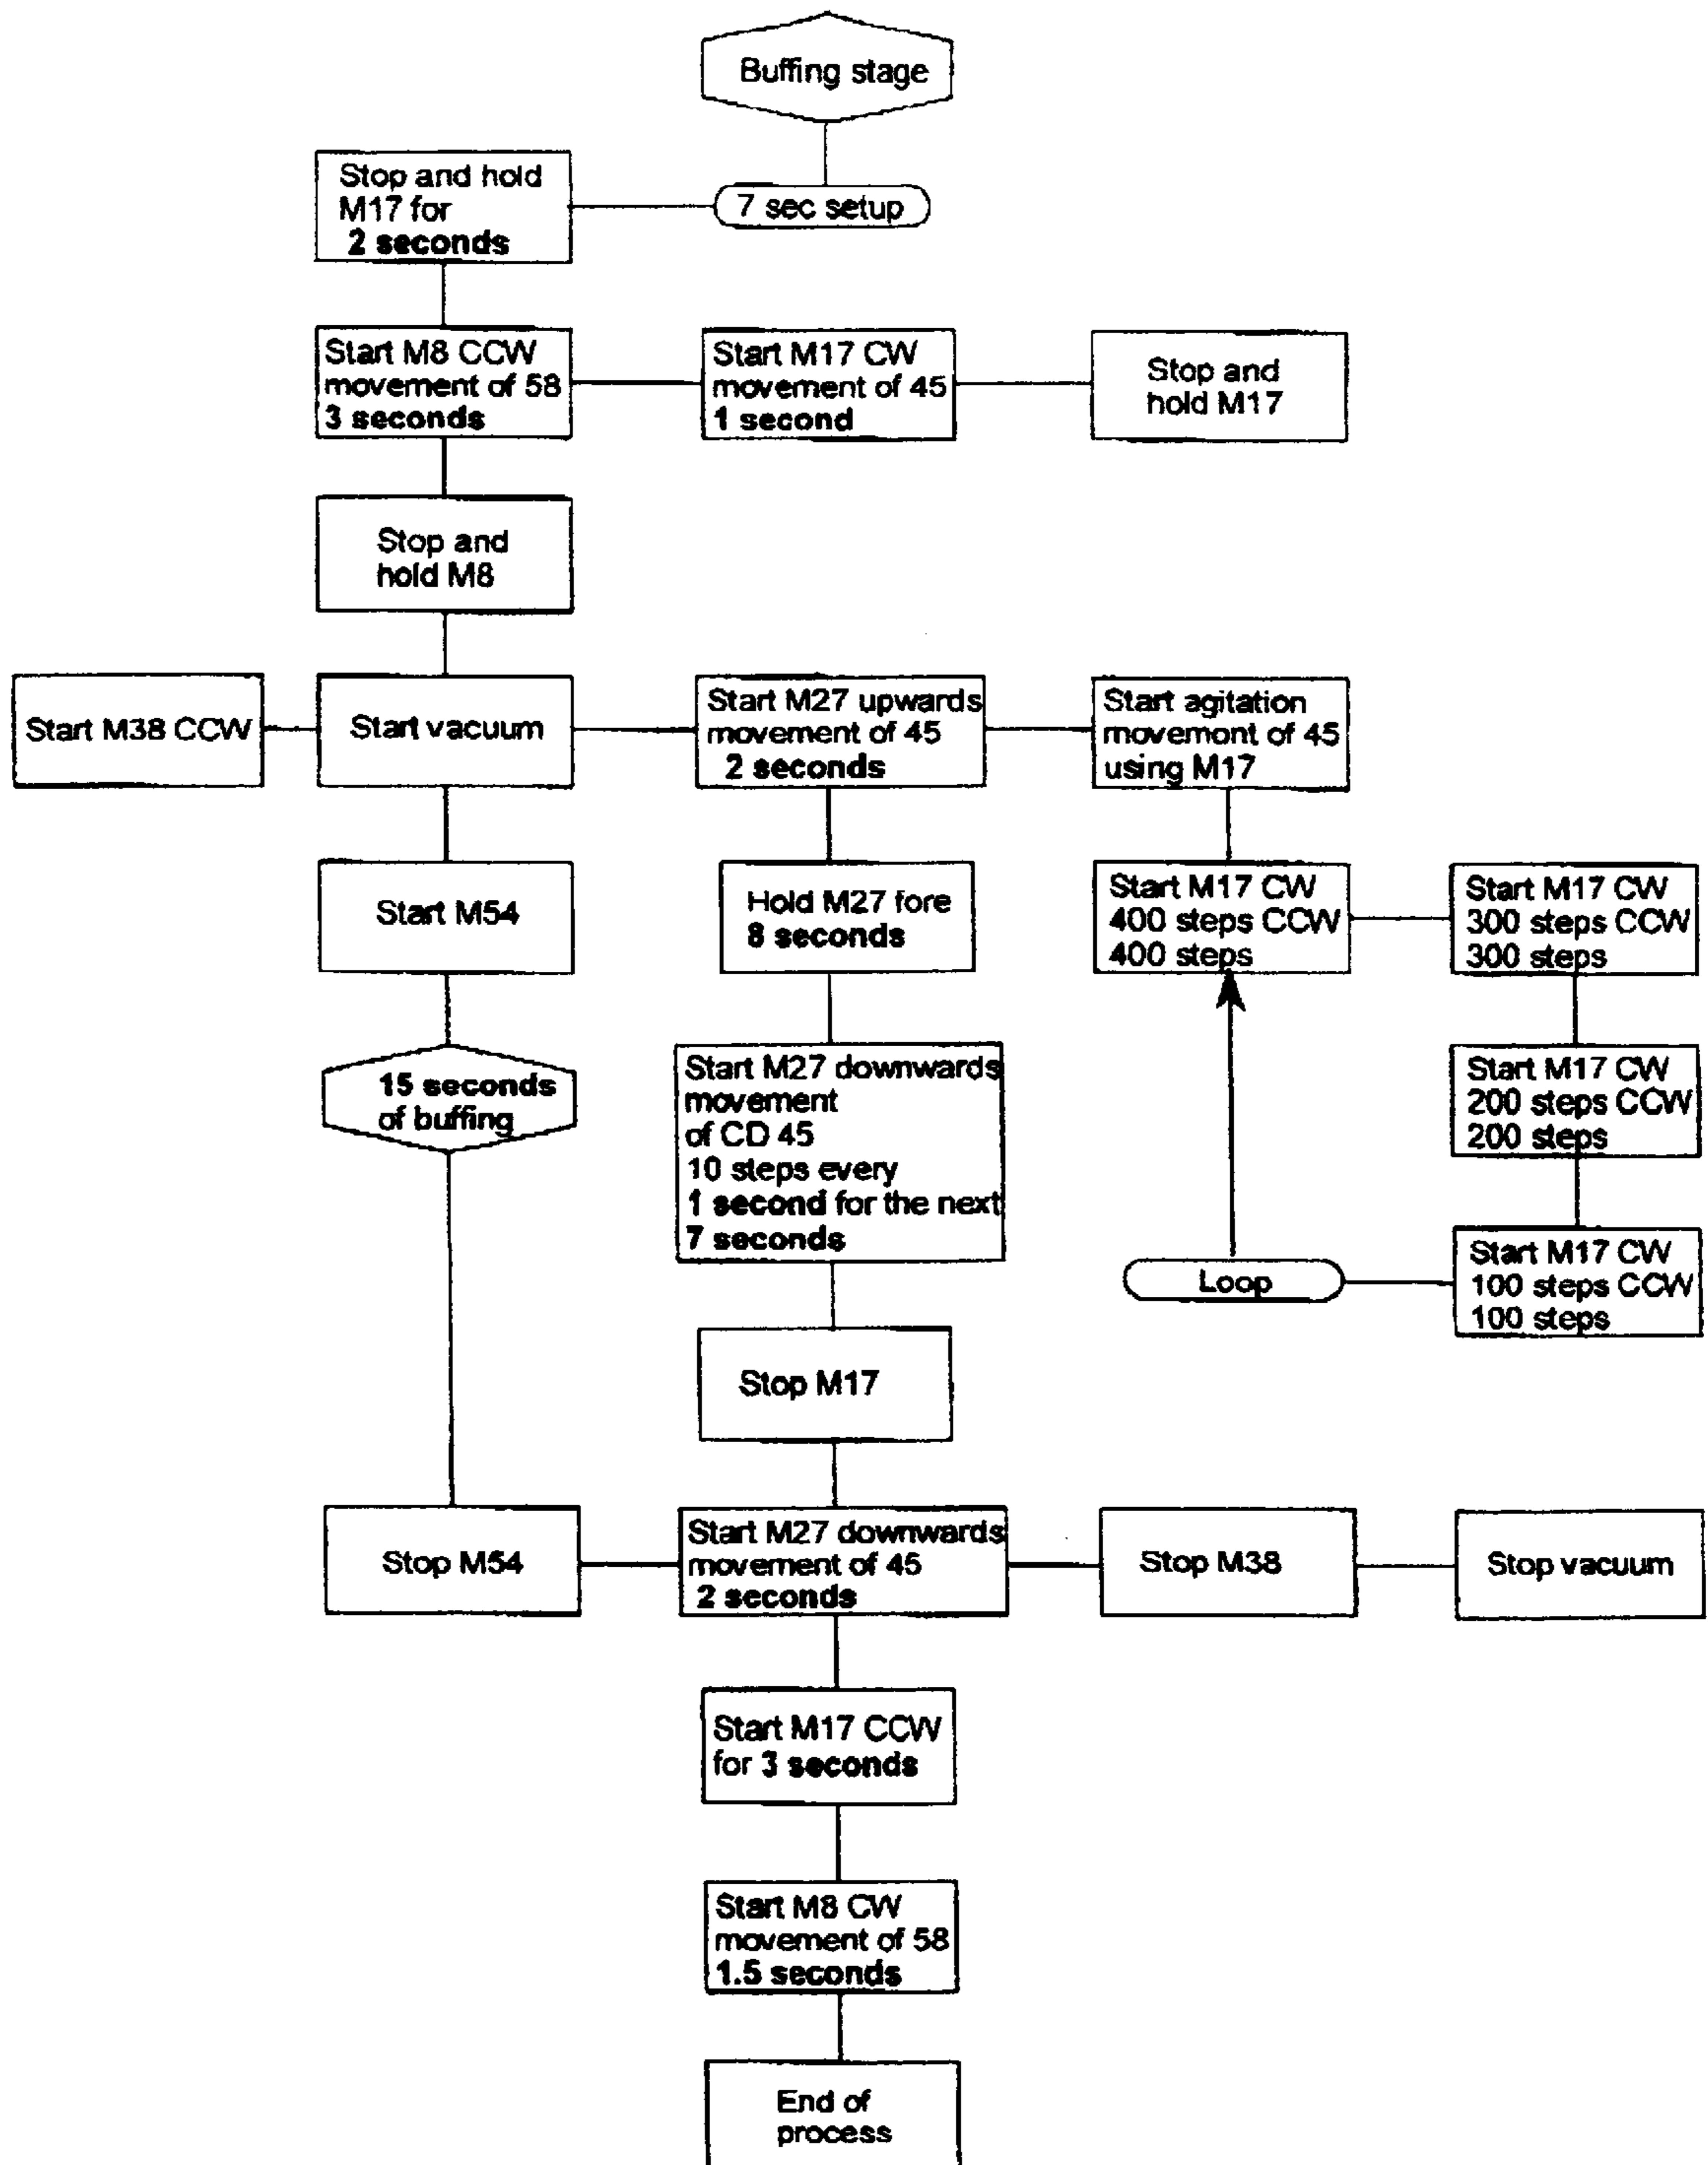 Buffing stage
7 sec setup
Stop and hold
M17 for
2 seconds
Start M8 CCW
movement of 58
3 seconds
Start M17 CW
movement of 45
1 second
Stop and
hold M17
Stop and
hold M8
Start M38 CCW
Start vacuum
Start M27 upwards
movement of 45
2 seconds
Start agitation
movemont of 45
using M17
Start M54
Hold M27 fore
8 seconds
Start M17 CW
400 steps CCW
400 steps
Start M17 CW
300 steps CCW
300 steps
15 seconds
of buffing
Start M27 downwards
movement
of CD 45
10 steps every
1 second for the next
7 seconds
Start M17 CW
200 steps CCW
200 steps
Loop
Start M17 CW
100 steps CCW
100 steps
Stop M17
Stop M54
Start M27 downwards
movement of 45
2 seconds
Stop M38
Stop vacuum
Start M17 CCW
for 3 seconds
Start M8 CW
movement of 58
1.5 seconds
End of
process